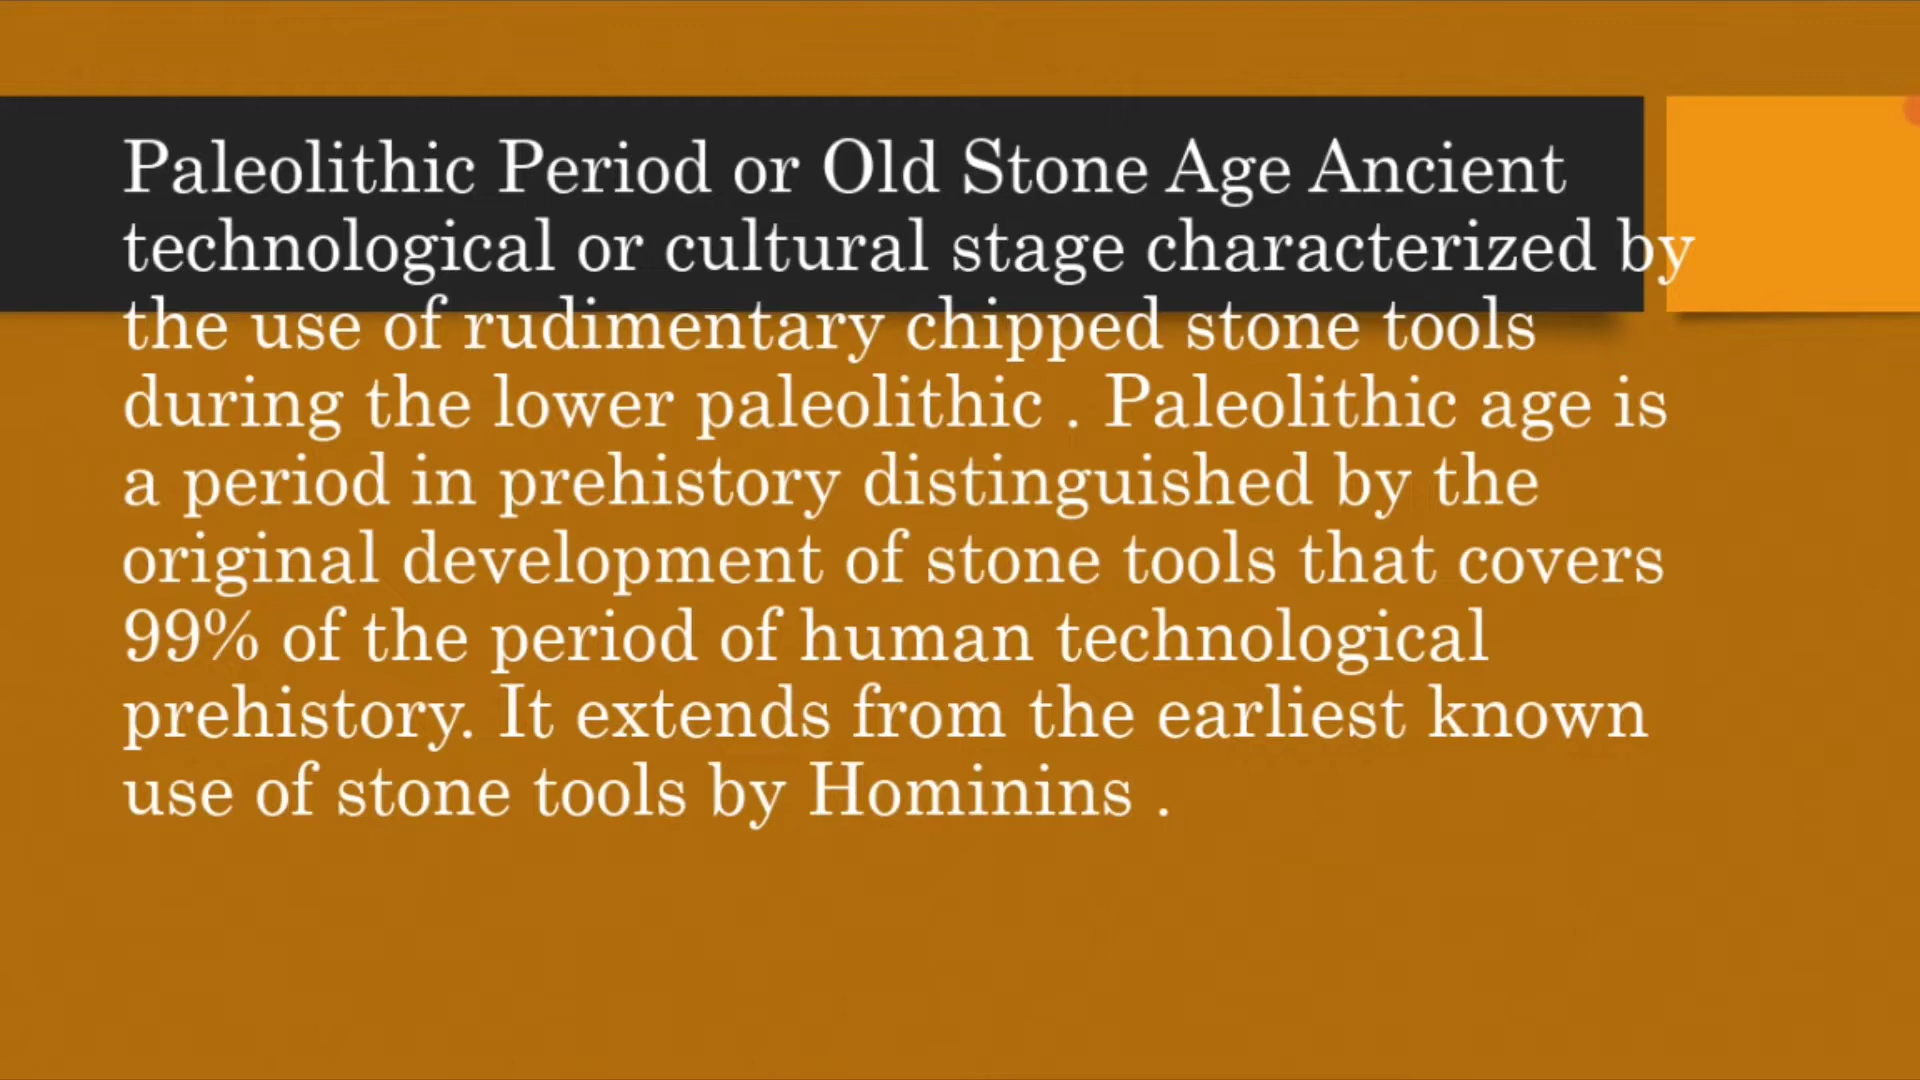 Paleolithic Period or Old Stone Age Ancient
technological or cultural stage characterized by
the use of rudimentary chipped stone tools
during the lower paleolithic . Paleolithic age is
a period in prehistory distinguished by the
original development of stone tools that covers
99% of the period of human technological
prehistory. It extends from the earliest known
use of stone tools by Hominins .